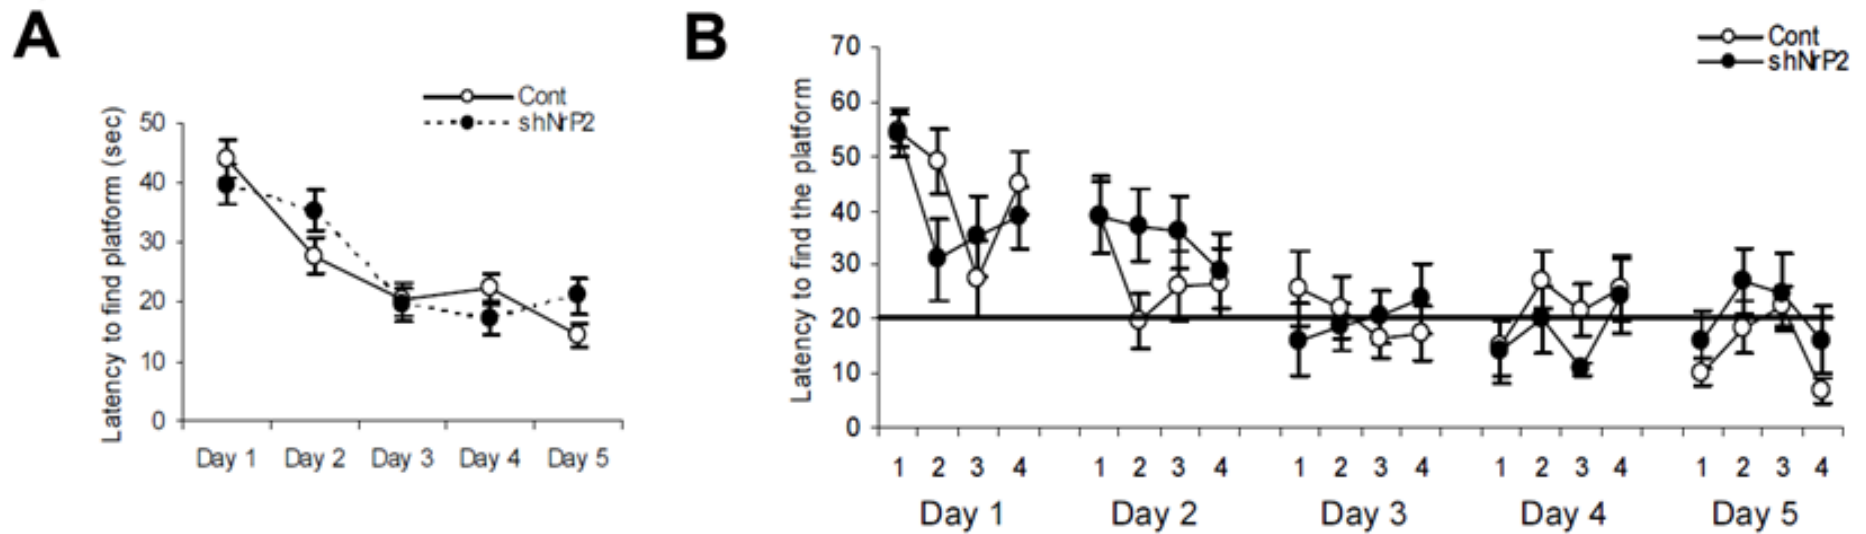 A
Cont
shNrP2
Latency to find platform (sec)
50
40
30
20
10
0
Day 1 Day 2 Day 3 Day 4 Day 5
B
Cont
shNrP2
Latency to find the platform
70
60
50
40
30
20
10
0
1 2 3 4 1 2 3 4 1 2 3 4 1 2 3 4 1 2 3 4
Day 1 Day 2 Day 3 Day 4 Day 5